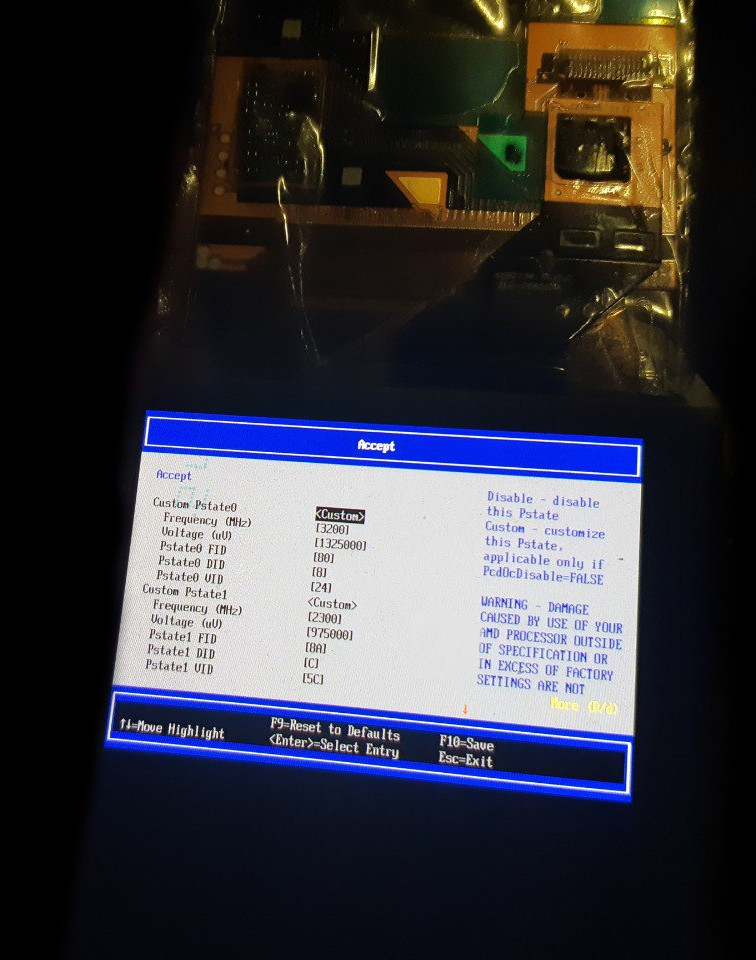 Accept
Accept
Custom Pstate0 <Custom>
Frequency (MHz) [3200]
Voltage (uV) [1325000]
Pstate0 FID [80]
Pstate0 DID [8]
Pstate0 VID [24]
Custom Pstate1 <Custom>
Frequency (MHz) [2300]
Voltage (uV) [975000]
Pstate1 FID [8A]
Pstate1 DID [C]
Pstate1 VID [5C]
Disable - disable
this Pstate
Custom - customize
this Pstate,
applicable only if
PcdOcDisable=FALSE
WARNING - DAMAGE
CAUSED BY USE OF YOUR
AMD PROCESSOR OUTSIDE
OF SPECIFICATION OR
IN EXCESS OF FACTORY
SETTINGS ARE NOT
More (D/d)
↑↓=Move Highlight
F9=Reset to Defaults
<Enter>=Select Entry
F10=Save
Esc=Exit